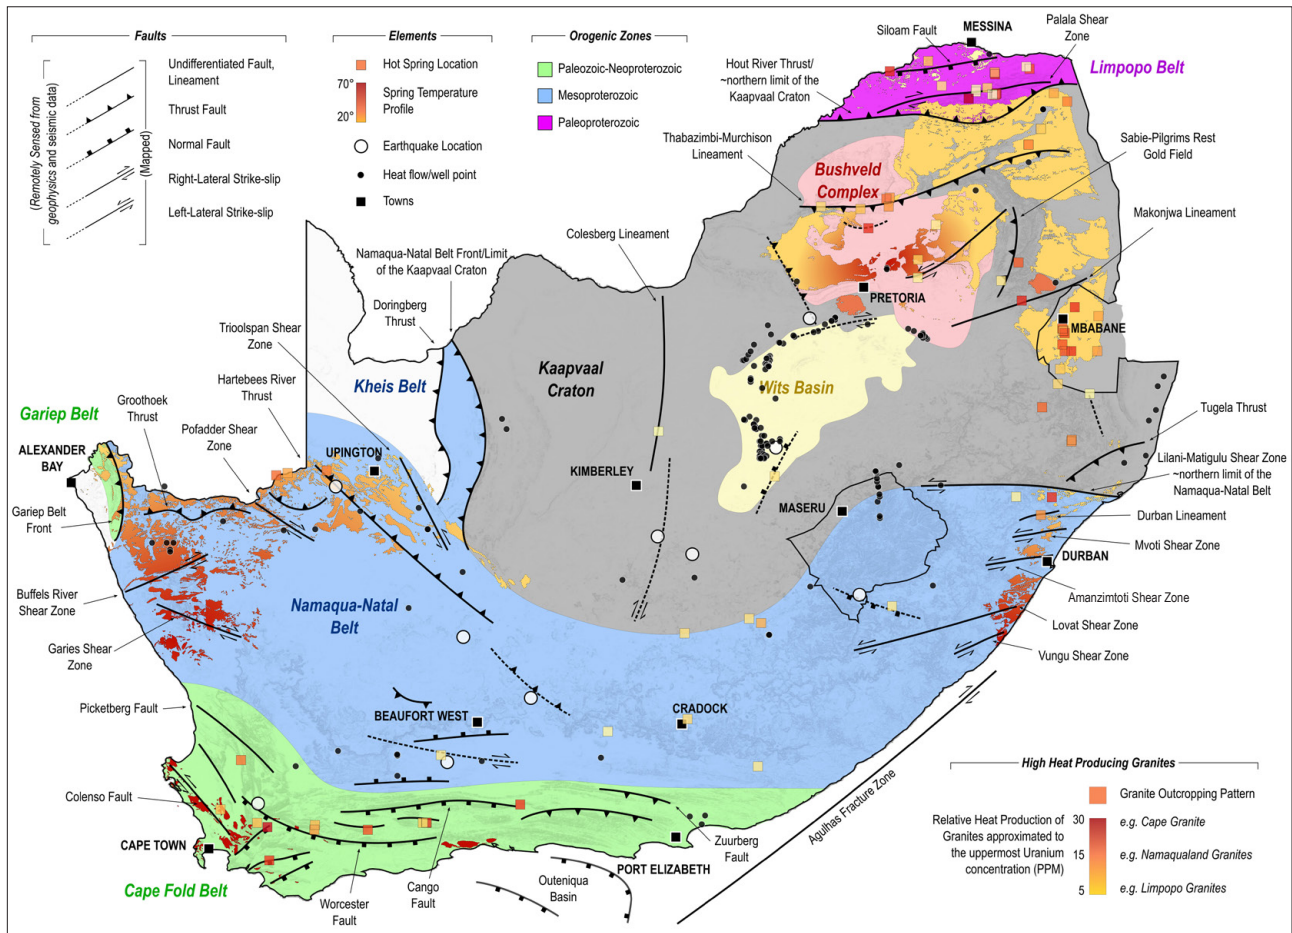 Faults
Undifferentiated Fault,
Lineament
Thrust Fault
Normal Fault
Right-Lateral Strike-slip
Left-Lateral Strike-slip
(Remotely Sensed from
geophysics and seismic data)
(Mapped)
Elements
Hot Spring Location
70°
Spring Temperature
Profile
20°
Earthquake Location
Heat flow/well point
Towns
Orogenic Zones
Paleozoic-Neoproterozoic
Mesoproterozoic
Paleoproterozoic
Siloam Fault
MESSINA
Palala Shear
Zone
Hout River Thrust/
~northern limit of the
Kaapvaal Craton
Limpopo Belt
Thabazimbi-Murchison
Lineament
Bushveld
Complex
Sabie-Pilgrims Rest
Gold Field
Makonjwa Lineament
Colesberg Lineament
Namaqua-Natal Belt Front/Limit
of the Kaapvaal Craton
Doringberg
Thrust
Trioolspan Shear
Zone
Hartebees River
Thrust
PRETORIA
MBABANE
Kheis Belt
Kaapvaal
Craton
Wits Basin
Gariep Belt
Groothoek
Thrust
Pofadder Shear
Zone
Tugela Thrust
ALEXANDER
BAY
UPINGTON
KIMBERLEY
Lilani-Matigulu Shear Zone
~northern limit of the
Namaqua-Natal Belt
MASERU
Gariep Belt
Front
Durban Lineament
Mvoti Shear Zone
DURBAN
Buffels River
Shear Zone
Amanzimtoti Shear Zone
Namaqua-Natal
Belt
Lovat Shear Zone
Garies Shear
Zone
Vungu Shear Zone
Picketberg Fault
BEAUFORT WEST
CRADOCK
Agulhas Fracture Zone
Colenso Fault
CAPE TOWN
Zuurberg
Fault
PORT ELIZABETH
Cape Fold Belt
Worcester
Fault
Cango
Fault
Outeniqua
Basin
High Heat Producing Granites
Granite Outcropping Pattern
Relative Heat Production of
Granites approximated to
the uppermost Uranium
concentration (PPM)
30
e.g. Cape Granite
15
e.g. Namaqualand Granites
5
e.g. Limpopo Granites